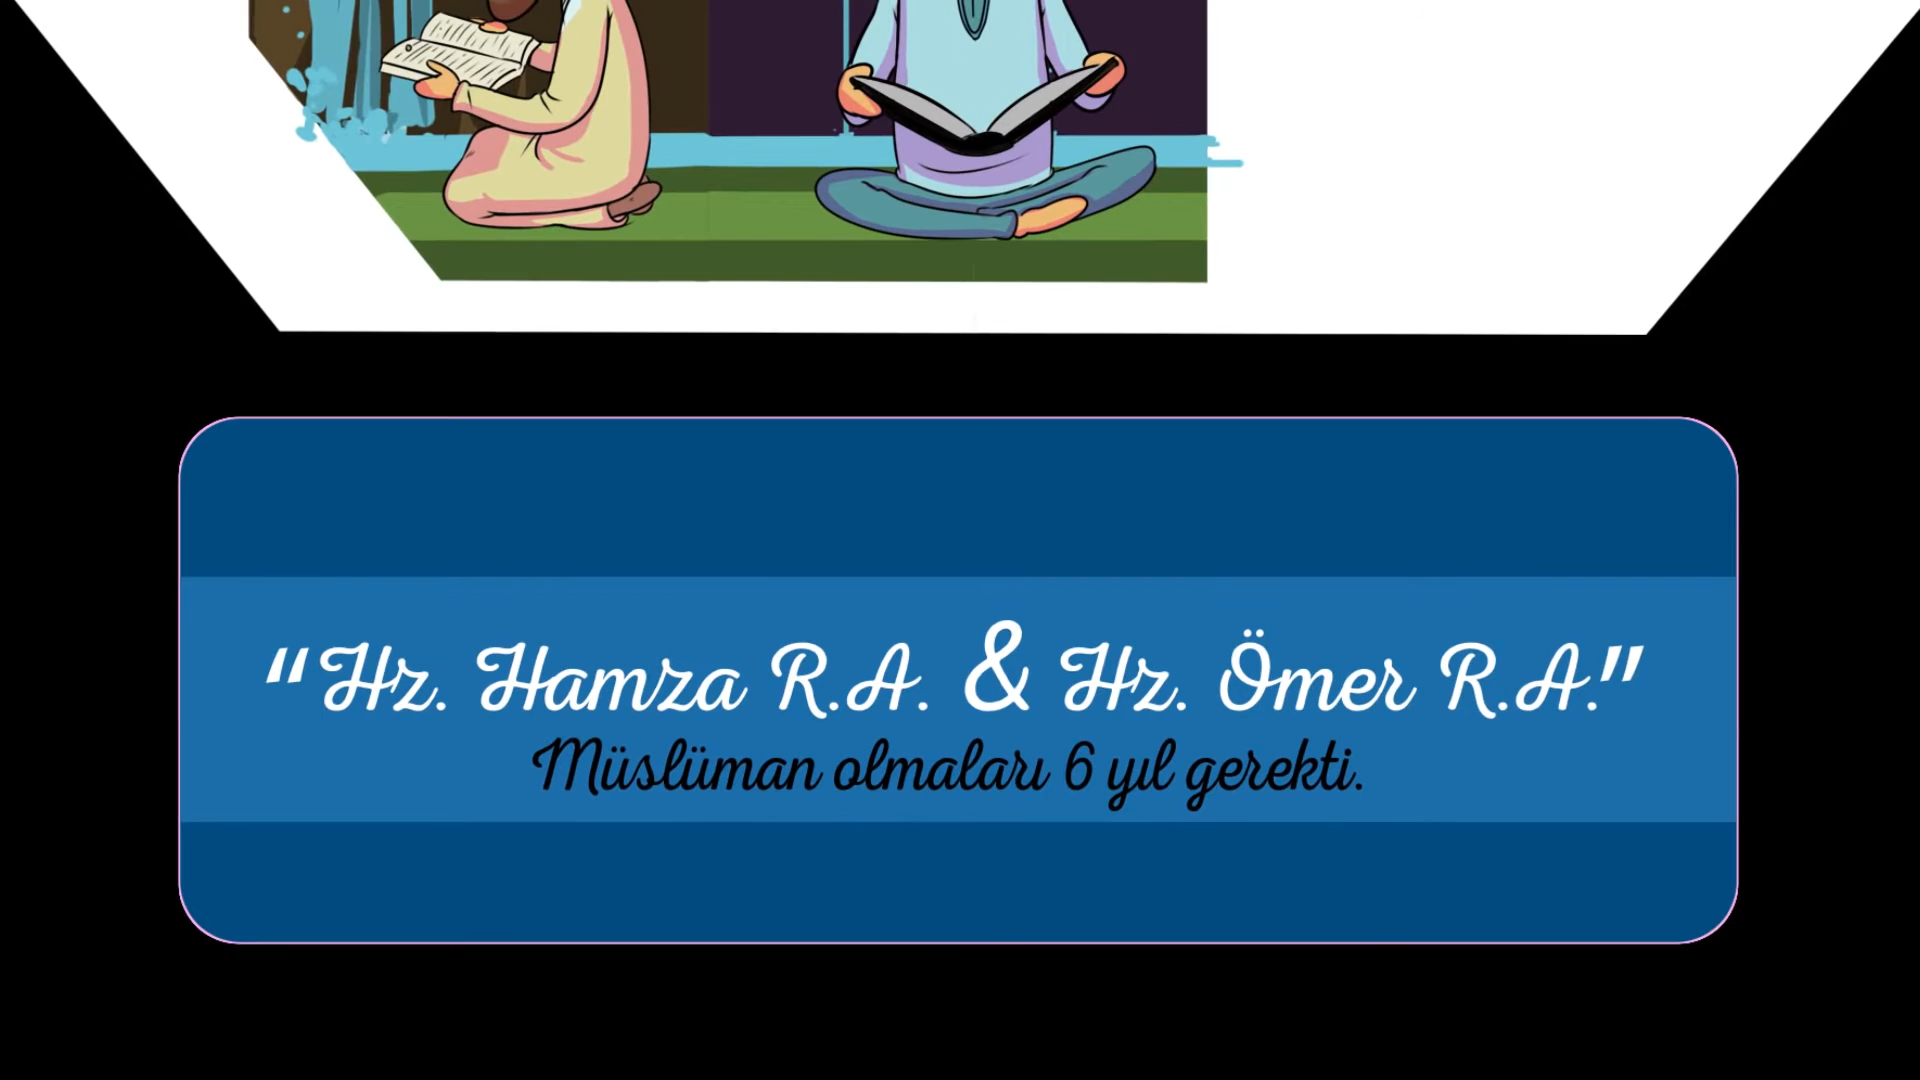 “Hz. Hamza R.A. & Hz. Ömer R.A.”
Müslüman olmaları 6 yıl gerekti.